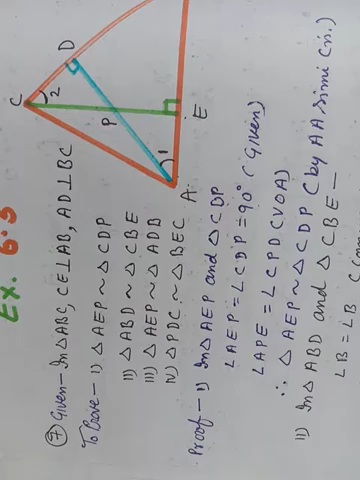 Ex. 6.3
⑦ Given - In △ABC, CE⊥AB, AD⊥BC
To Prove - I) △AEP ~ △CDP
II) △ABD ~ △CBE
III) △AEP ~ △ADB
IV) △PDC ~ △BEC
C
2
D
P
1
E
A
Proof - I) In △AEP and △CDP
∠AEP = ∠CDP = 90° (Given)
∠APE = ∠CPD (VOA)
∴ △AEP ~ △CDP (by AA simi Cri.
II) In △ABD and △CBE -
∠B = ∠B